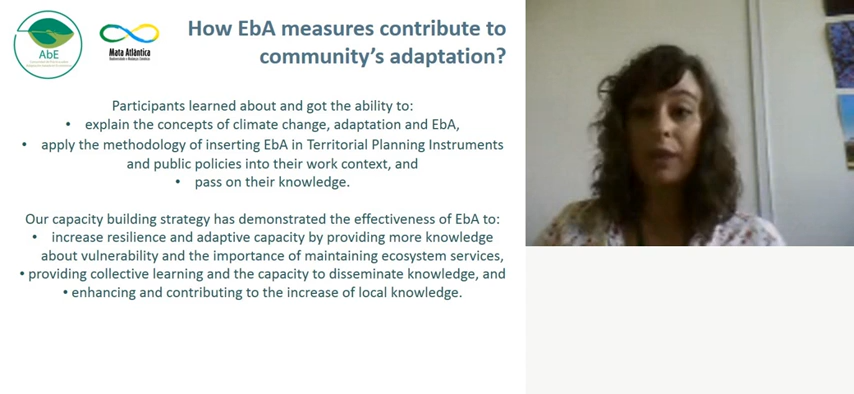 How EbA measures contribute to
community's adaptation?
AbE
Mata Atlântica
Participants learned about and got the ability to:
• explain the concepts of climate change, adaptation and EbA,
• apply the methodology of inserting EbA in Territorial Planning Instruments
and public policies into their work context, and
• pass on their knowledge.
Our capacity building strategy has demonstrated the effectiveness of EbA to:
• increase resilience and adaptive capacity by providing more knowledge
about vulnerability and the importance of maintaining ecosystem services,
• providing collective learning and the capacity to disseminate knowledge, and
• enhancing and contributing to the increase of local knowledge.